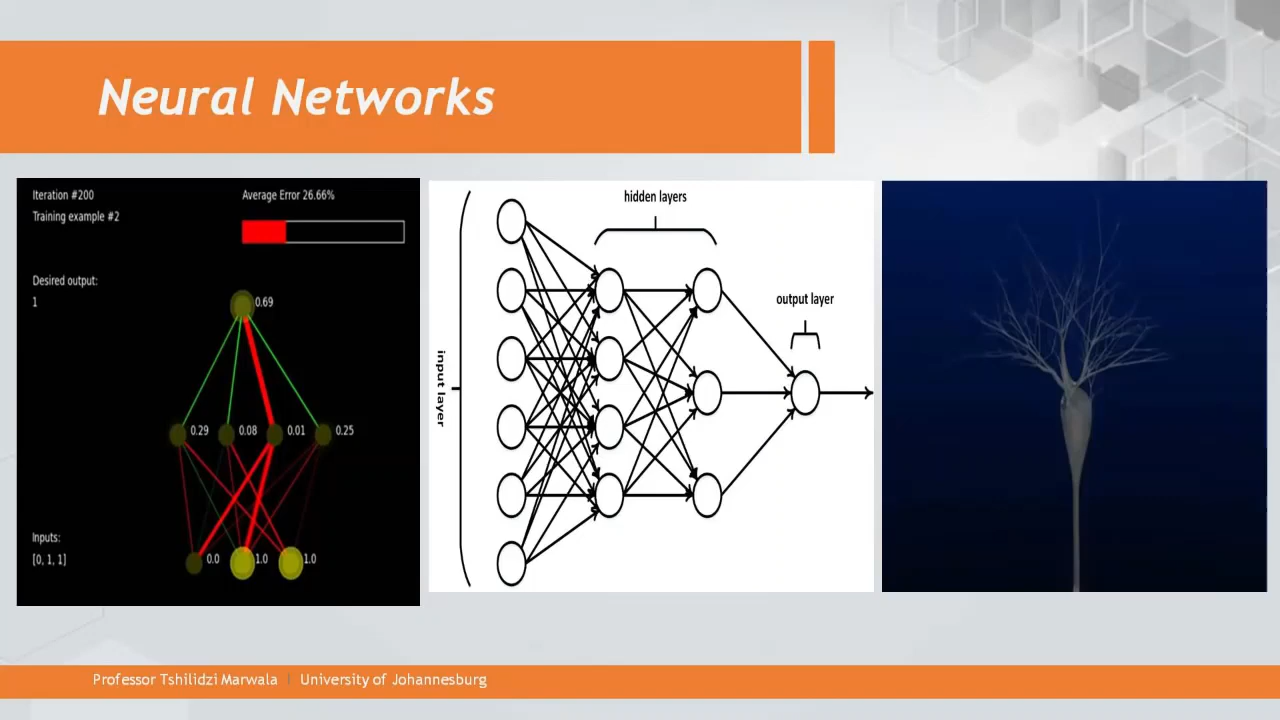 Neural Networks
Iteration #200
Average Error 26.66%
Training example #2
Desired output:
1
0.69
0.29
0.08
0.01
0.25
Inputs:
[0, 1, 1]
0.0
1.0
1.0
hidden layers
output layer
input layer
Professor Tshilidzi Marwala | University of Johannesburg